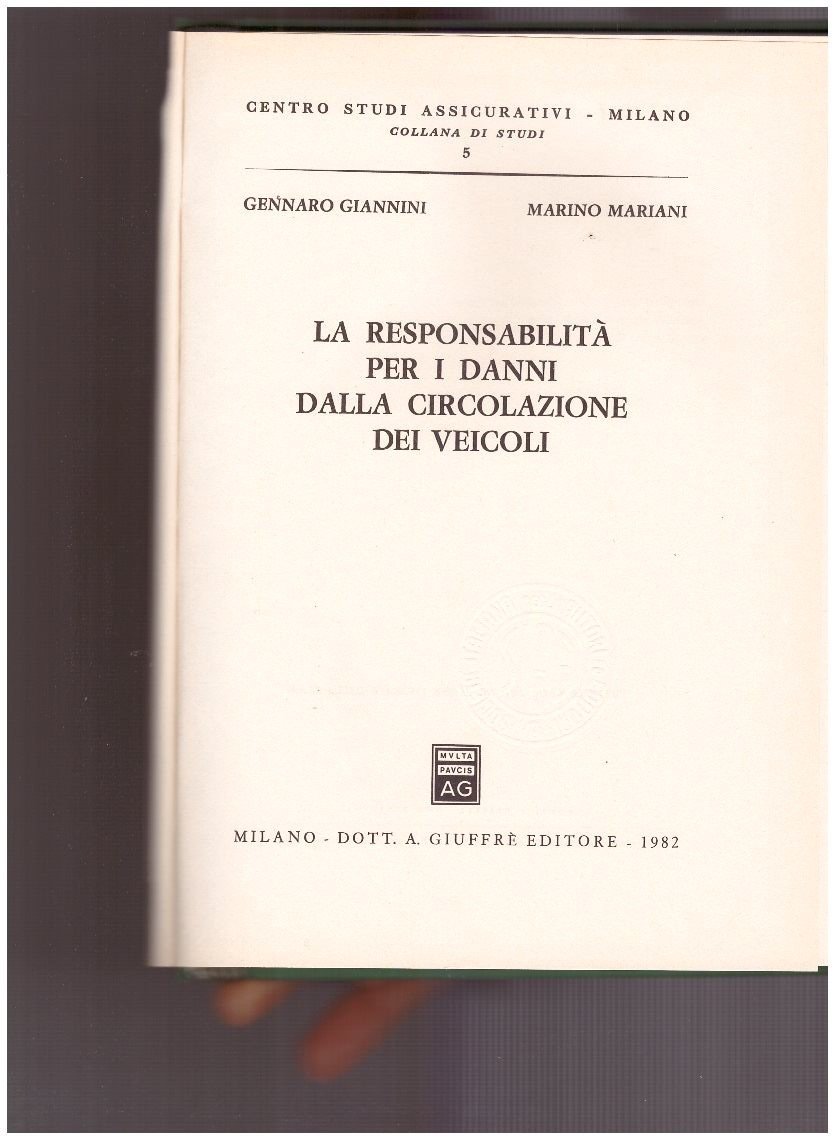 CENTRO STUDI ASSICURATIVI - MILANO
COLLANA DI STUDI
5
GENNARO GIANNINI MARINO MARIANI
LA RESPONSABILITÀ
PER I DANNI
DALLA CIRCOLAZIONE
DEI VEICOLI
MVLTA
PAVCIS
AG
MILANO - DOTT. A. GIUFFRÈ EDITORE - 1982